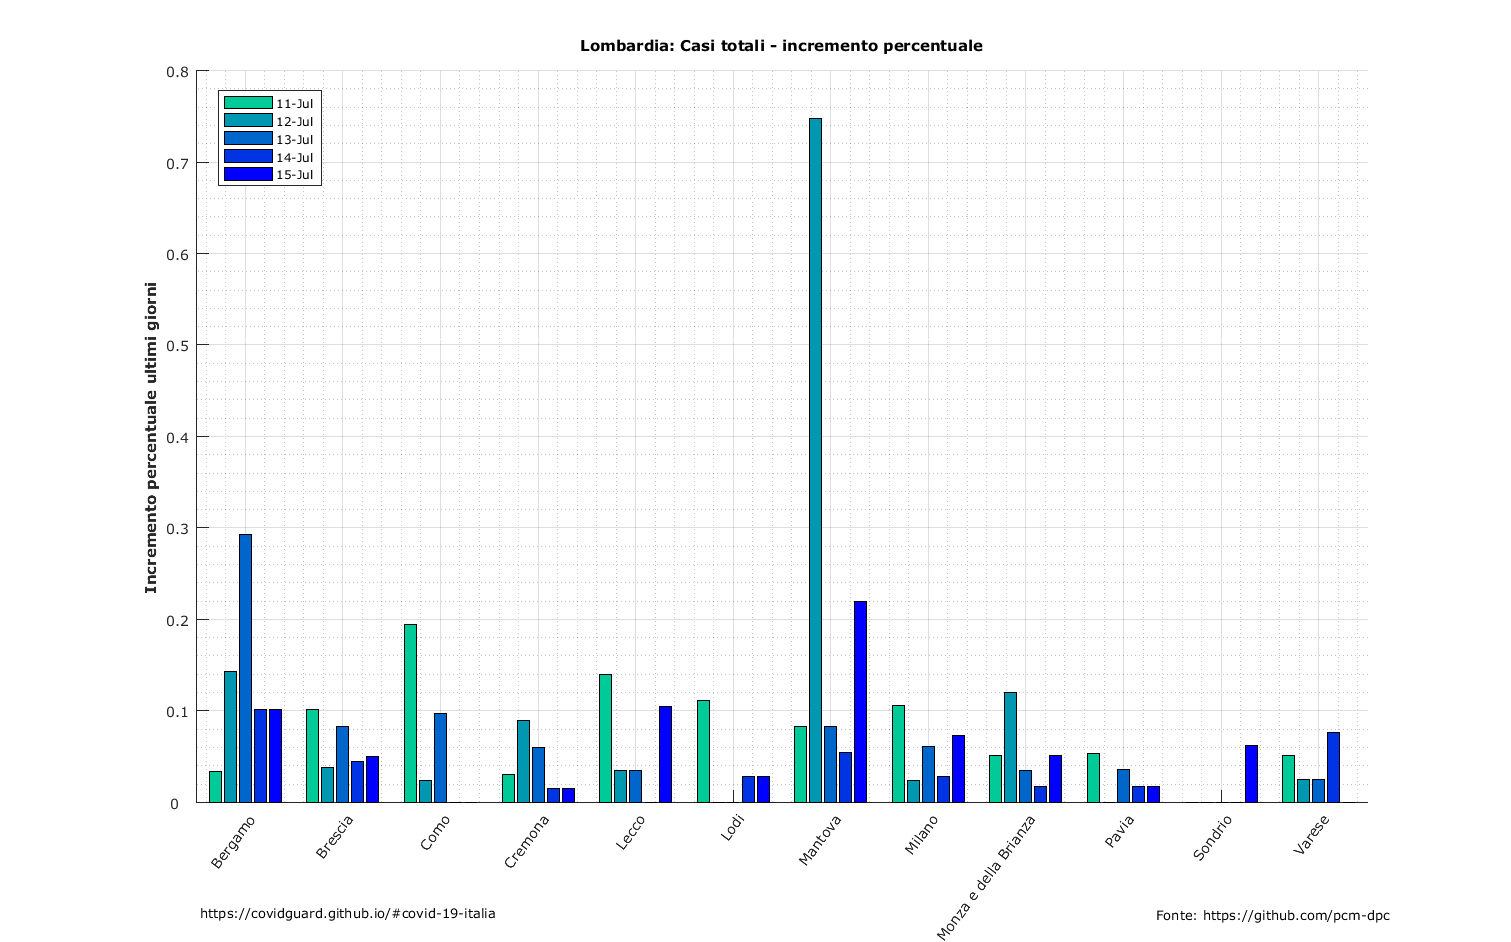 Lombardia: Casi totali - incremento percentuale
Incremento percentuale ultimi giorni
0.8
0.7
0.6
0.5
0.4
0.3
0.2
0.1
0
11-Jul
12-Jul
13-Jul
14-Jul
15-Jul
Bergamo
Brescia
Como
Cremona
Lecco
Lodi
Mantova
Milano
Monza e della Brianza
Pavia
Sondrio
Varese
https://covidguard.github.io/#covid-19-italia
Fonte: https://github.com/pcm-dpc